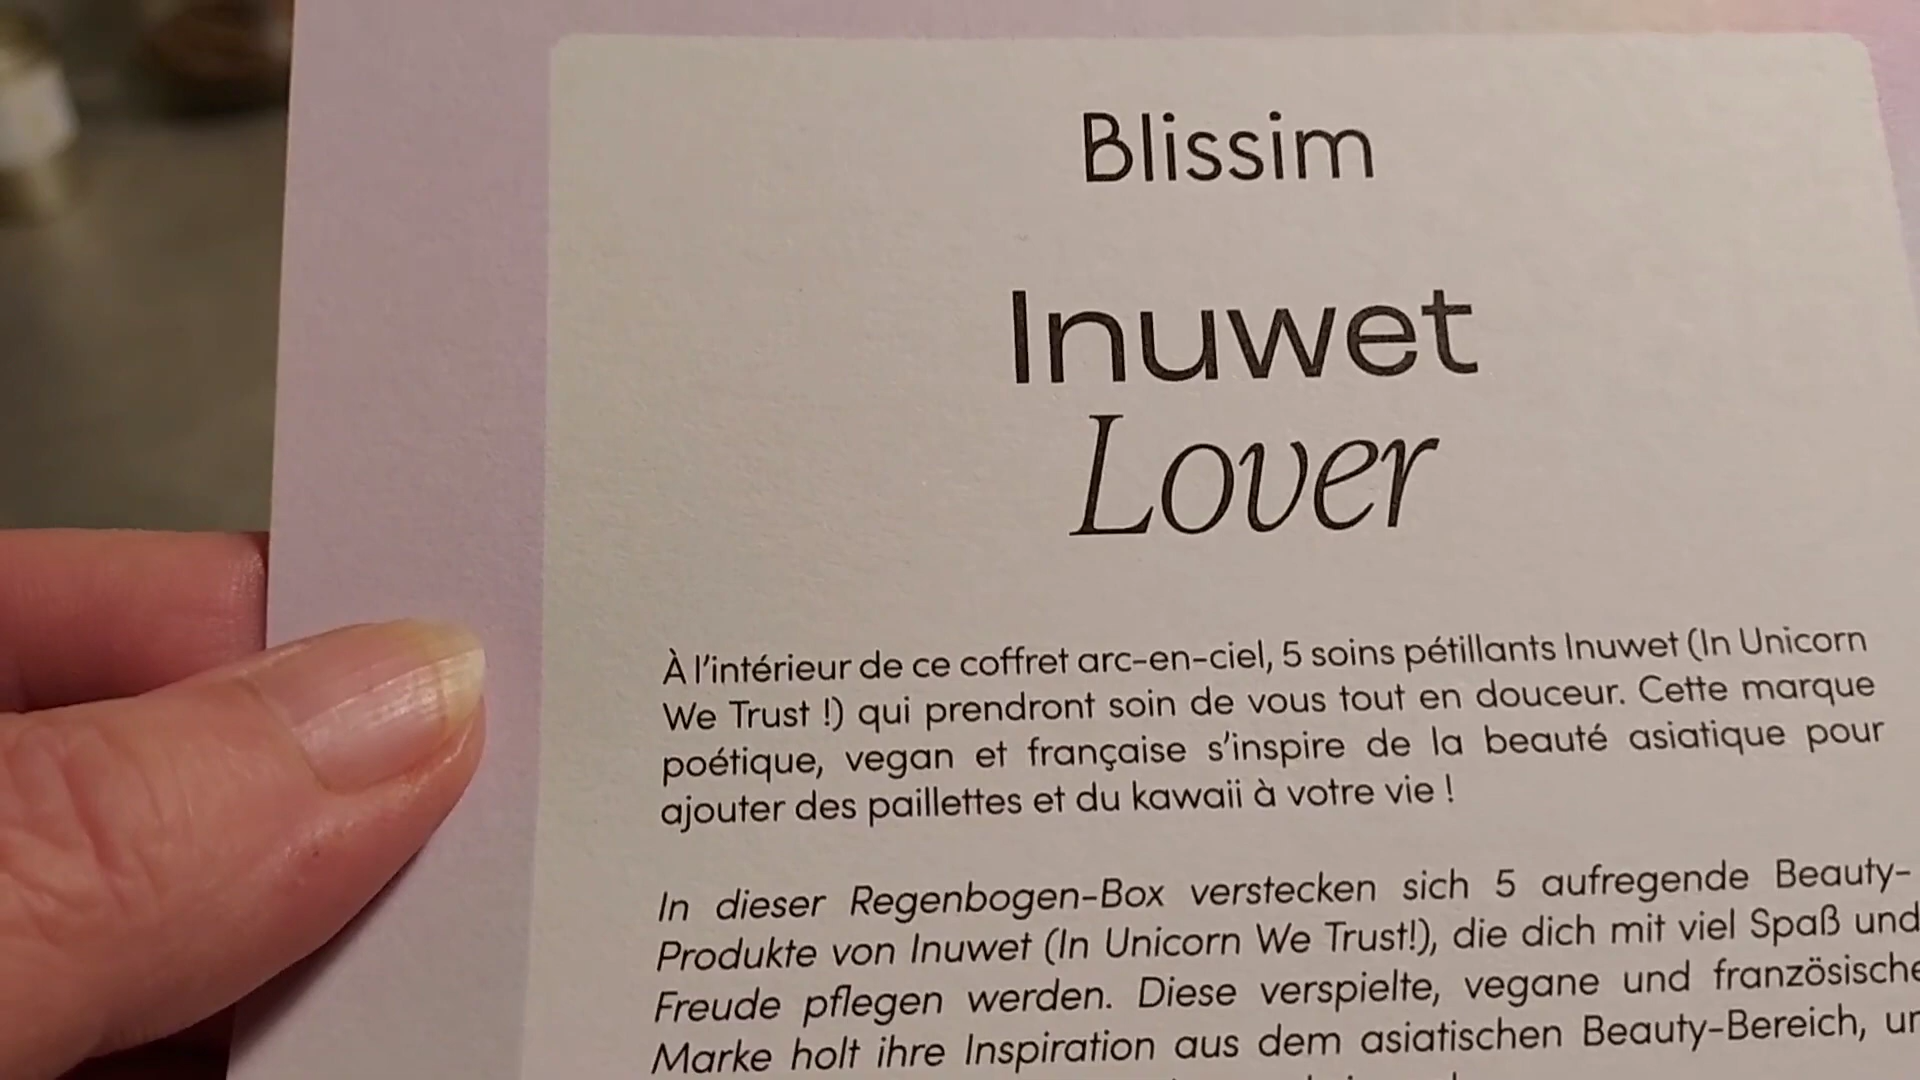 Blissim
Inuwet
Lover
À l'intérieur de ce coffret arc-en-ciel, 5 soins pétillants Inuwet (In Unicorn
We Trust !) qui prendront soin de vous tout en douceur. Cette marque
poétique, vegan et française s'inspire de la beauté asiatique pour
ajouter des paillettes et du kawaii à votre vie !
In dieser Regenbogen-Box verstecken sich 5 aufregende Beauty-
Produkte von Inuwet (In Unicorn We Trust!), die dich mit viel Spaß und
Freude pflegen werden. Diese verspielte, vegane und französische
Marke holt ihre Inspiration aus dem asiatischen Beauty-Bereich,